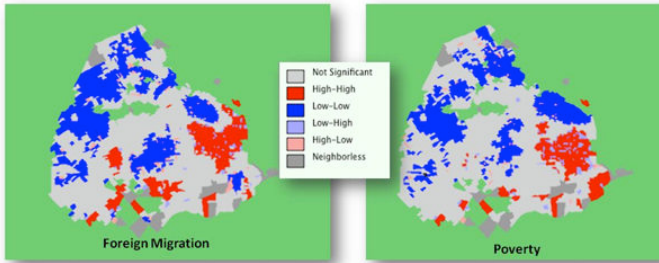 Not Significant
High-High
Low-Low
Low-High
High-Low
Neighborless
Foreign Migration
Poverty